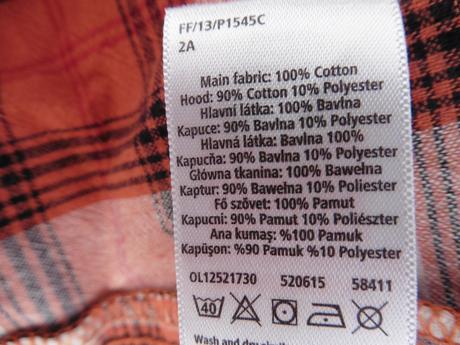 FF/13/P1545C
2A
Main fabric: 100% Cotton
Hood: 90% Cotton 10% Polyester
Hlavní látka: 100% Bavlna
Kapuce: 90% Bavlna 10% Polyester
Hlavná látka: Bavlna 100%
Kapucňa: 90% Bavlna 10% Polyester
Główna tkanina: 100% Bawełna
Kaptur: 90% Bawełna 10% Poliester
Fő szövet: 100% Pamut
Kapucni: 90% Pamut 10% Poliészter
Ana kumaş: %100 Pamuk
Kapüşon: %90 Pamuk %10 Polyester
OL12521730 520615 58411
40
Wash and dry